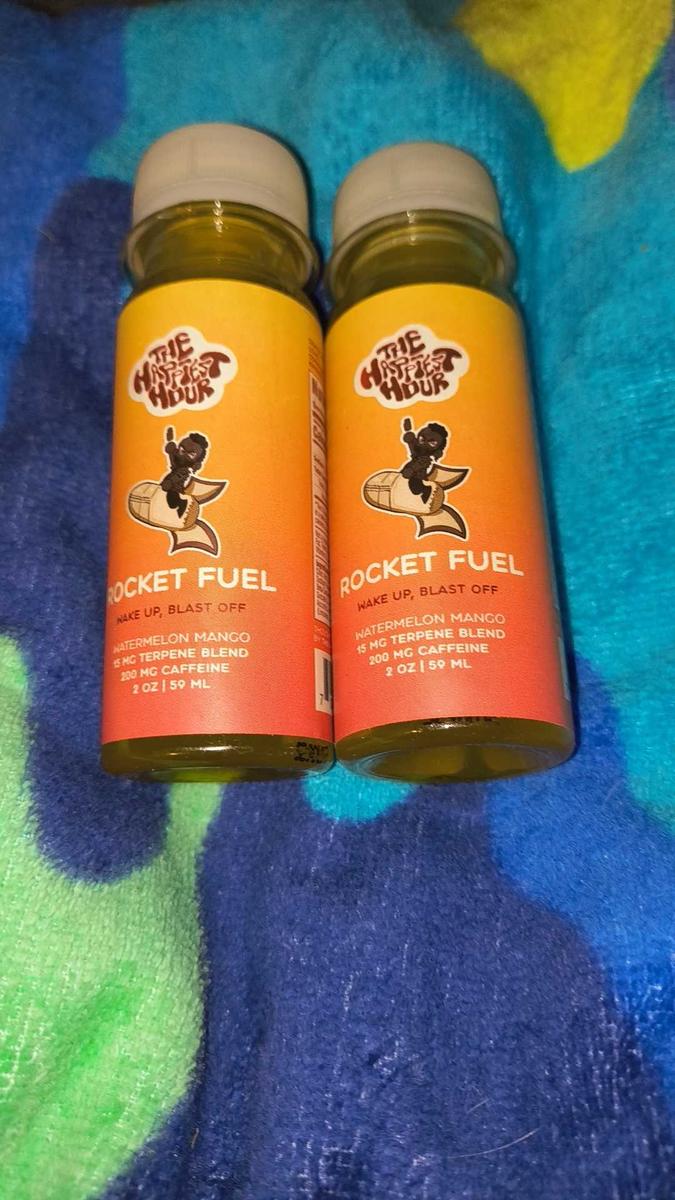 THE
HAPPIEST
HOUR
ROCKET FUEL
WAKE UP, BLAST OFF
WATERMELON MANGO
15 MG TERPENE BLEND
200 MG CAFFEINE
2 OZ | 59 ML
THE
HAPPIEST
HOUR
ROCKET FUEL
WAKE UP, BLAST OFF
WATERMELON MANGO
15 MG TERPENE BLEND
200 MG CAFFEINE
2 OZ | 59 ML